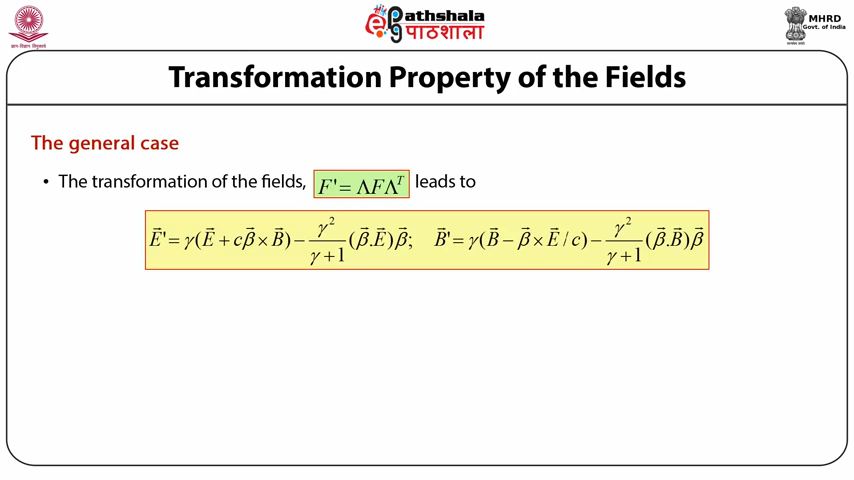 ePGPathshala
पाठशाला
MHRD
Govt. of India
Transformation Property of the Fields
The general case
• The transformation of the fields, F' = ΛFΛ^T leads to
E⃗' = γ(E⃗ + cβ⃗ × B⃗) − γ²/(γ+1) (β⃗.E⃗)β⃗; B⃗' = γ(B⃗ − β⃗ × E⃗ / c) − γ²/(γ+1) (β⃗.B⃗)β⃗